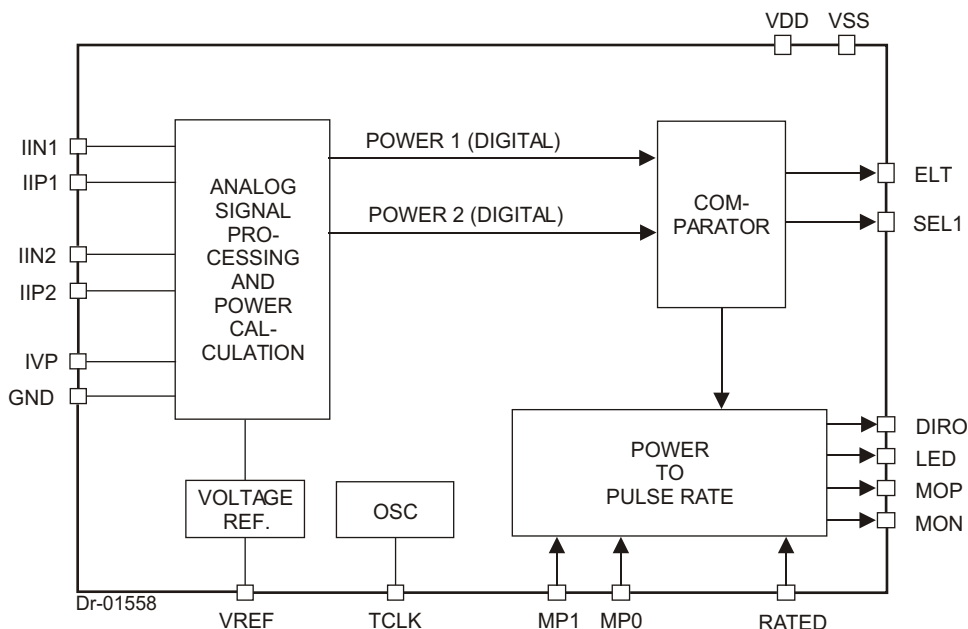 VDD VSS
IIN1
IIP1
IIN2
IIP2
IVP
GND
ANALOG
SIGNAL
PRO-
CESSING
AND
POWER
CAL-
CULATION
POWER 1 (DIGITAL)
POWER 2 (DIGITAL)
COM-
PARATOR
ELT
SEL1
POWER
TO
PULSE RATE
DIRO
LED
MOP
MON
VOLTAGE
REF.
OSC
Dr-01558
VREF
TCLK
MP1
MP0
RATED